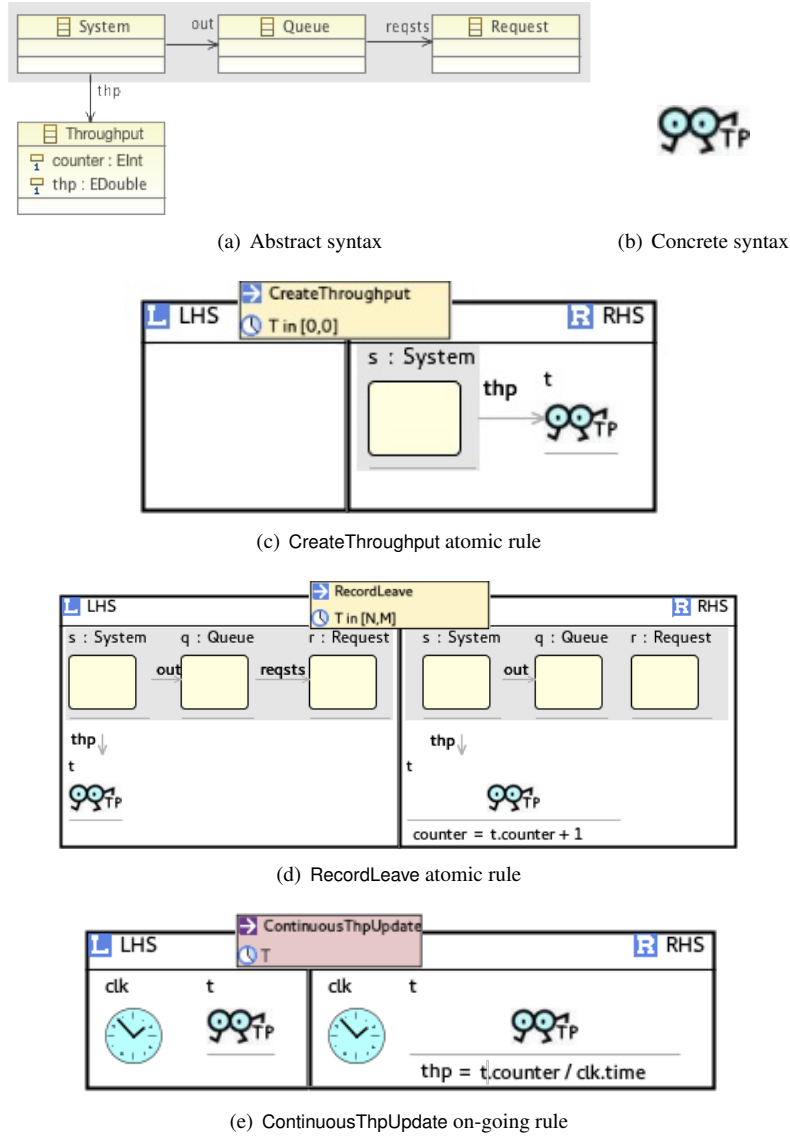 System out Queue reqsts Request
thp
Throughput
counter : EInt
thp : EDouble
TP
(a) Abstract syntax (b) Concrete syntax
CreateThroughput
L LHS R RHS
T in [0,0]
s : System
thp t
TP
(c) CreateThroughput atomic rule
RecordLeave
L LHS R RHS
T in [N,M]
s : System q : Queue r : Request s : System q : Queue r : Request
out reqsts out
thp thp
t t
TP TP
counter = t.counter + 1
(d) RecordLeave atomic rule
ContinuousThpUpdate
L LHS R RHS
T
clk t clk t
TP TP
thp = t.counter / clk.time
(e) ContinuousThpUpdate on-going rule